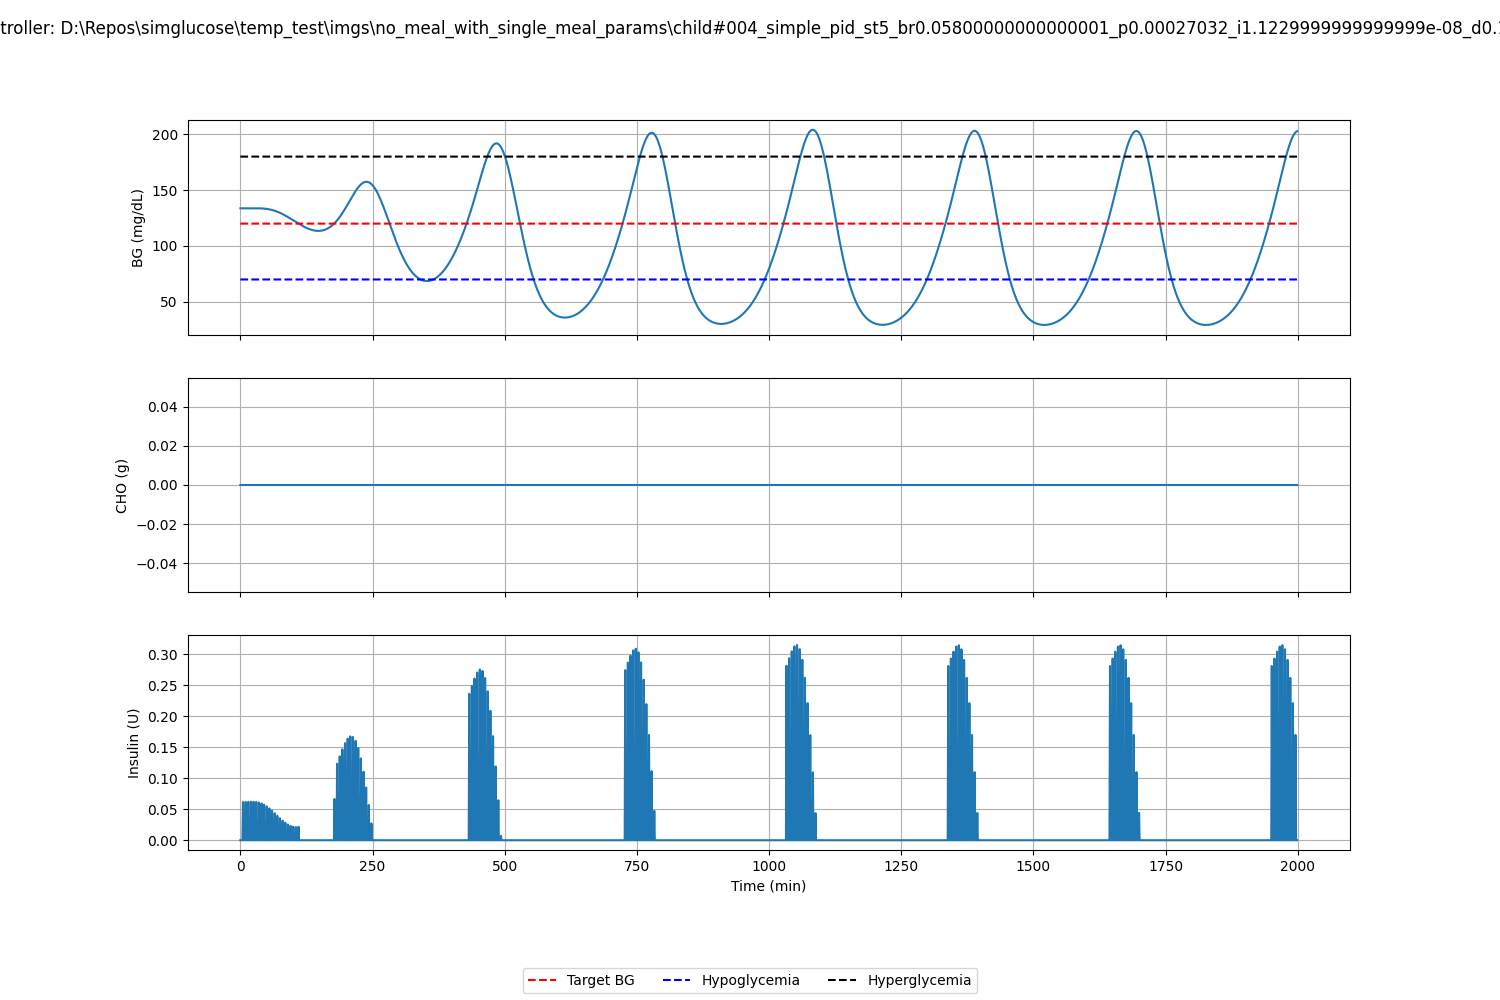 troller: D:\Repos\simglucose\temp_test\imgs\no_meal_with_single_meal_params\child#004_simple_pid_st5_br0.05800000000000001_p0.00027032_i1.1229999999999999e-08_d0.
200
150
100
50
BG (mg/dL)
0.04
0.02
0.00
−0.02
−0.04
CHO (g)
0.30
0.25
0.20
0.15
0.10
0.05
0.00
Insulin (U)
0 250 500 750 1000 1250 1500 1750 2000
Time (min)
Target BG Hypoglycemia Hyperglycemia